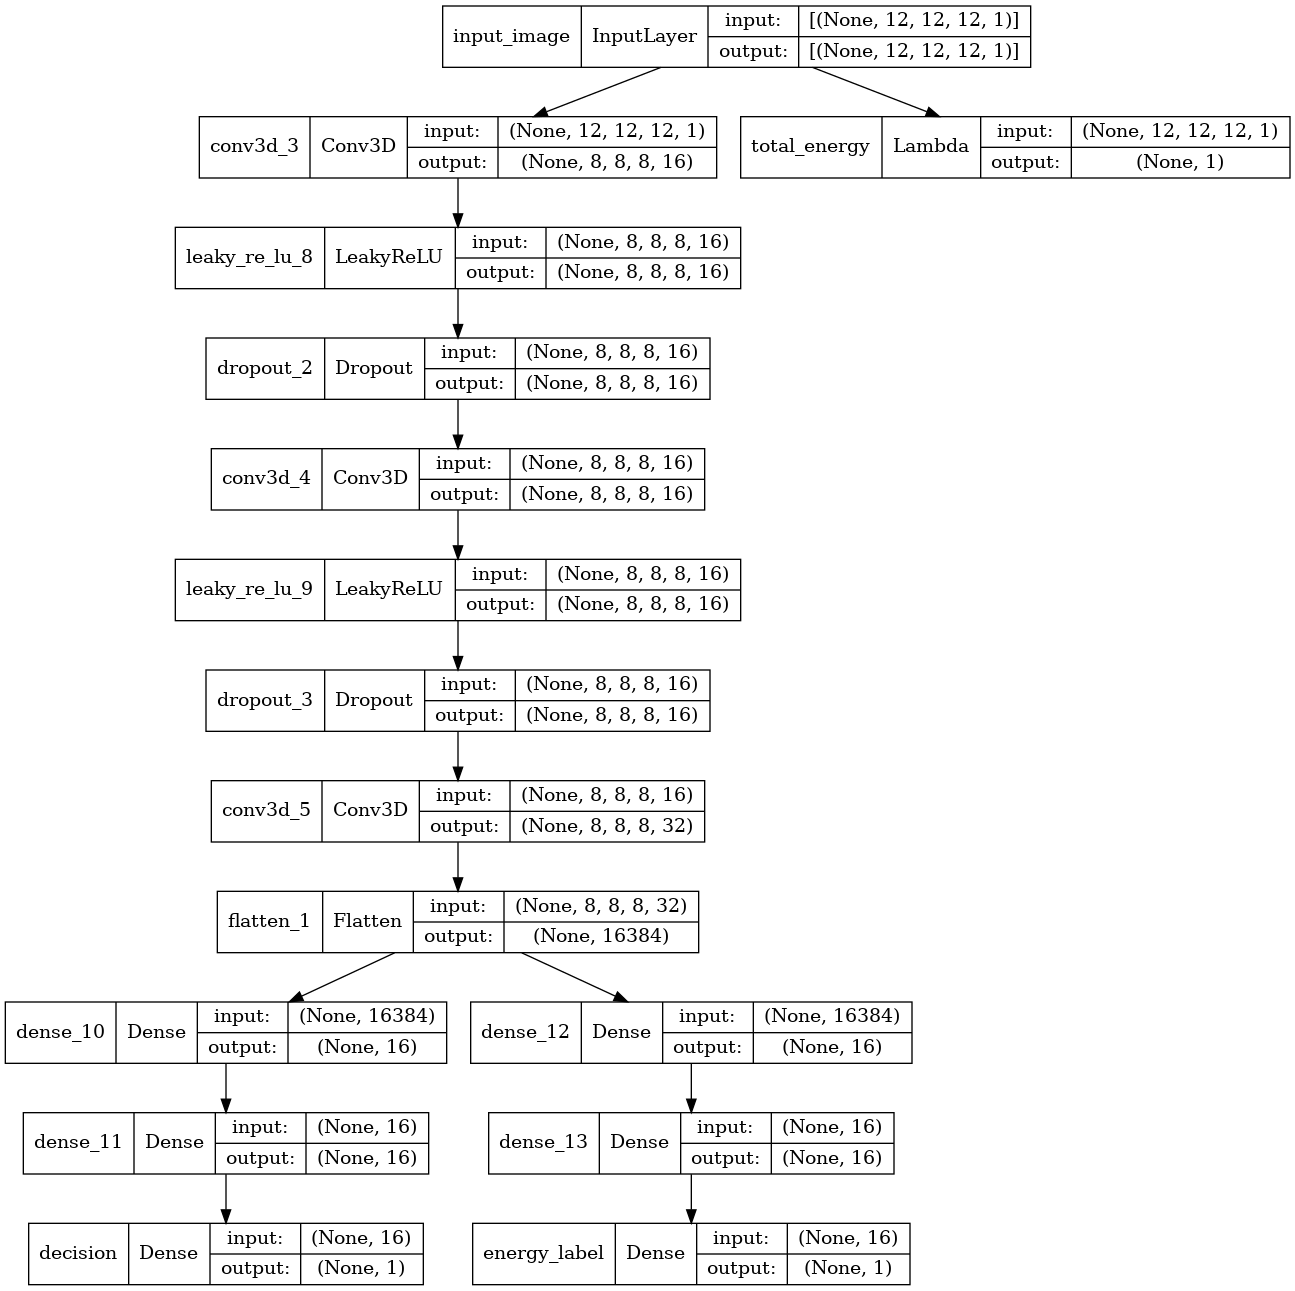 input_image InputLayer input: [(None, 12, 12, 12, 1)]
output: [(None, 12, 12, 12, 1)]
conv3d_3 Conv3D input: (None, 12, 12, 12, 1)
output: (None, 8, 8, 8, 16)
total_energy Lambda input: (None, 12, 12, 12, 1)
output: (None, 1)
leaky_re_lu_8 LeakyReLU input: (None, 8, 8, 8, 16)
output: (None, 8, 8, 8, 16)
dropout_2 Dropout input: (None, 8, 8, 8, 16)
output: (None, 8, 8, 8, 16)
conv3d_4 Conv3D input: (None, 8, 8, 8, 16)
output: (None, 8, 8, 8, 16)
leaky_re_lu_9 LeakyReLU input: (None, 8, 8, 8, 16)
output: (None, 8, 8, 8, 16)
dropout_3 Dropout input: (None, 8, 8, 8, 16)
output: (None, 8, 8, 8, 16)
conv3d_5 Conv3D input: (None, 8, 8, 8, 16)
output: (None, 8, 8, 8, 32)
flatten_1 Flatten input: (None, 8, 8, 8, 32)
output: (None, 16384)
dense_10 Dense input: (None, 16384)
output: (None, 16)
dense_12 Dense input: (None, 16384)
output: (None, 16)
dense_11 Dense input: (None, 16)
output: (None, 16)
dense_13 Dense input: (None, 16)
output: (None, 16)
decision Dense input: (None, 16)
output: (None, 1)
energy_label Dense input: (None, 16)
output: (None, 1)